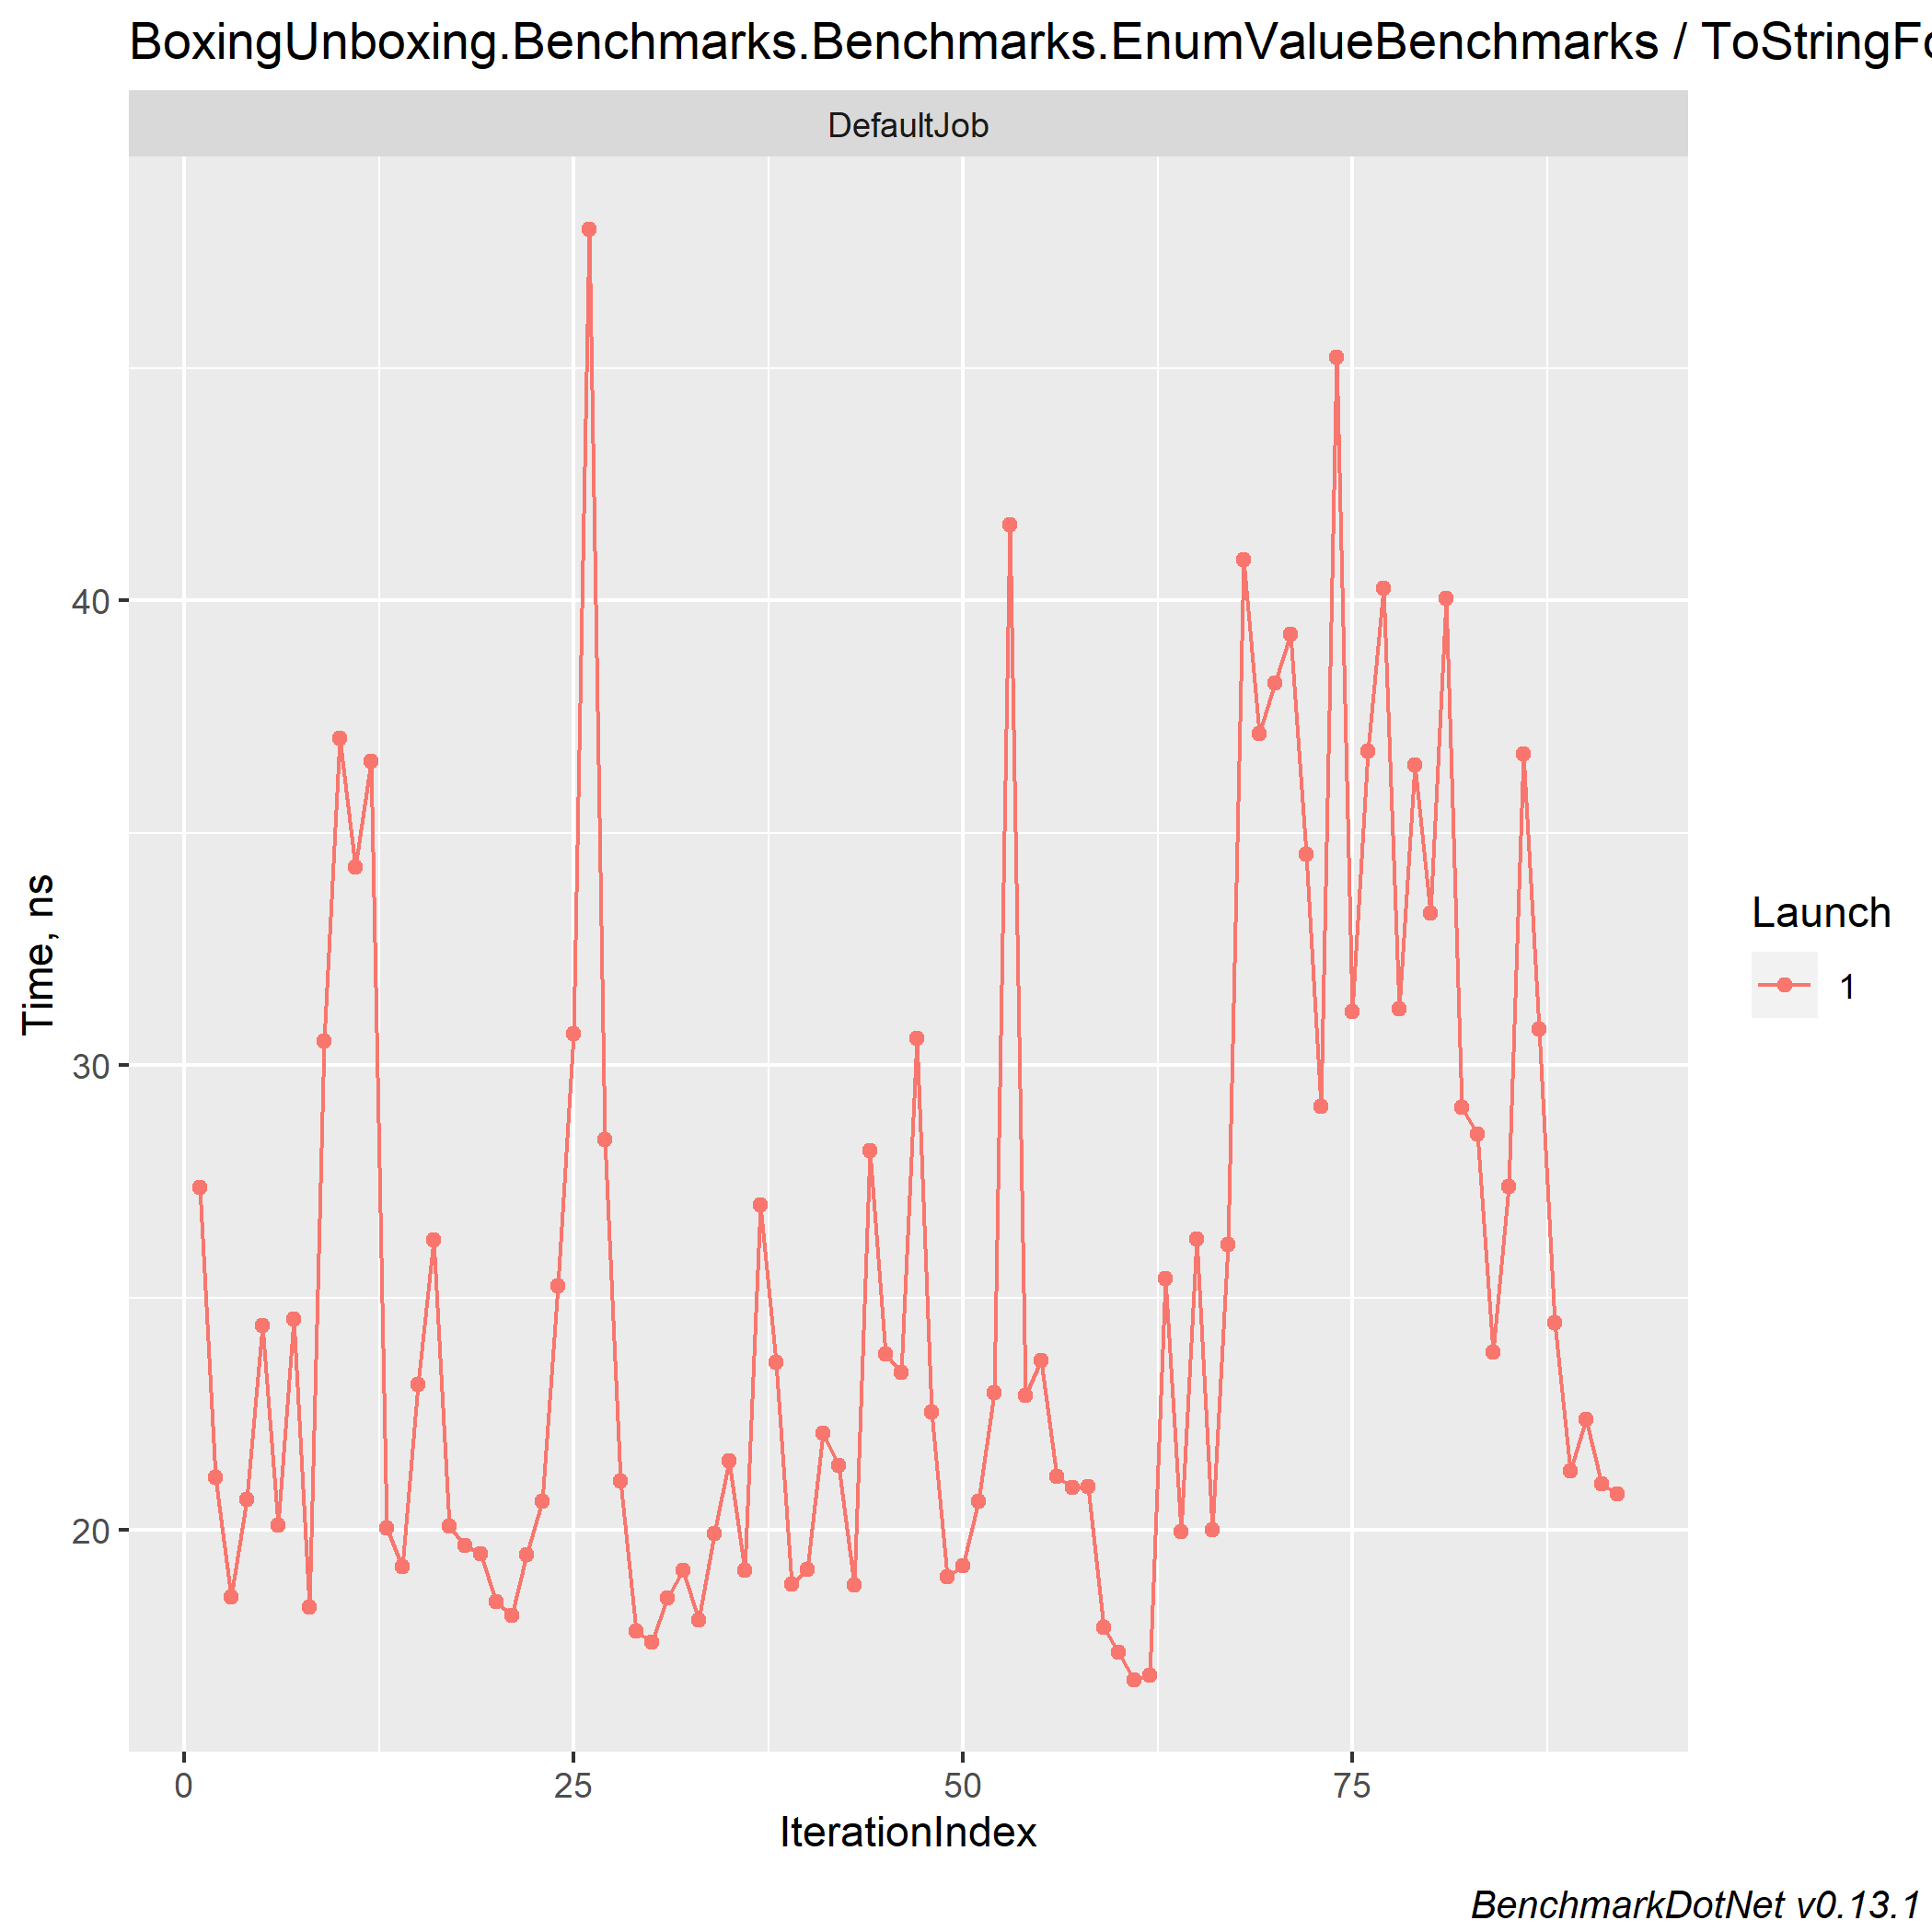 BoxingUnboxing.Benchmarks.Benchmarks.EnumValueBenchmarks / ToStringFo
DefaultJob
40
30
20
Time, ns
0 25 50 75
IterationIndex
Launch
1
BenchmarkDotNet v0.13.1